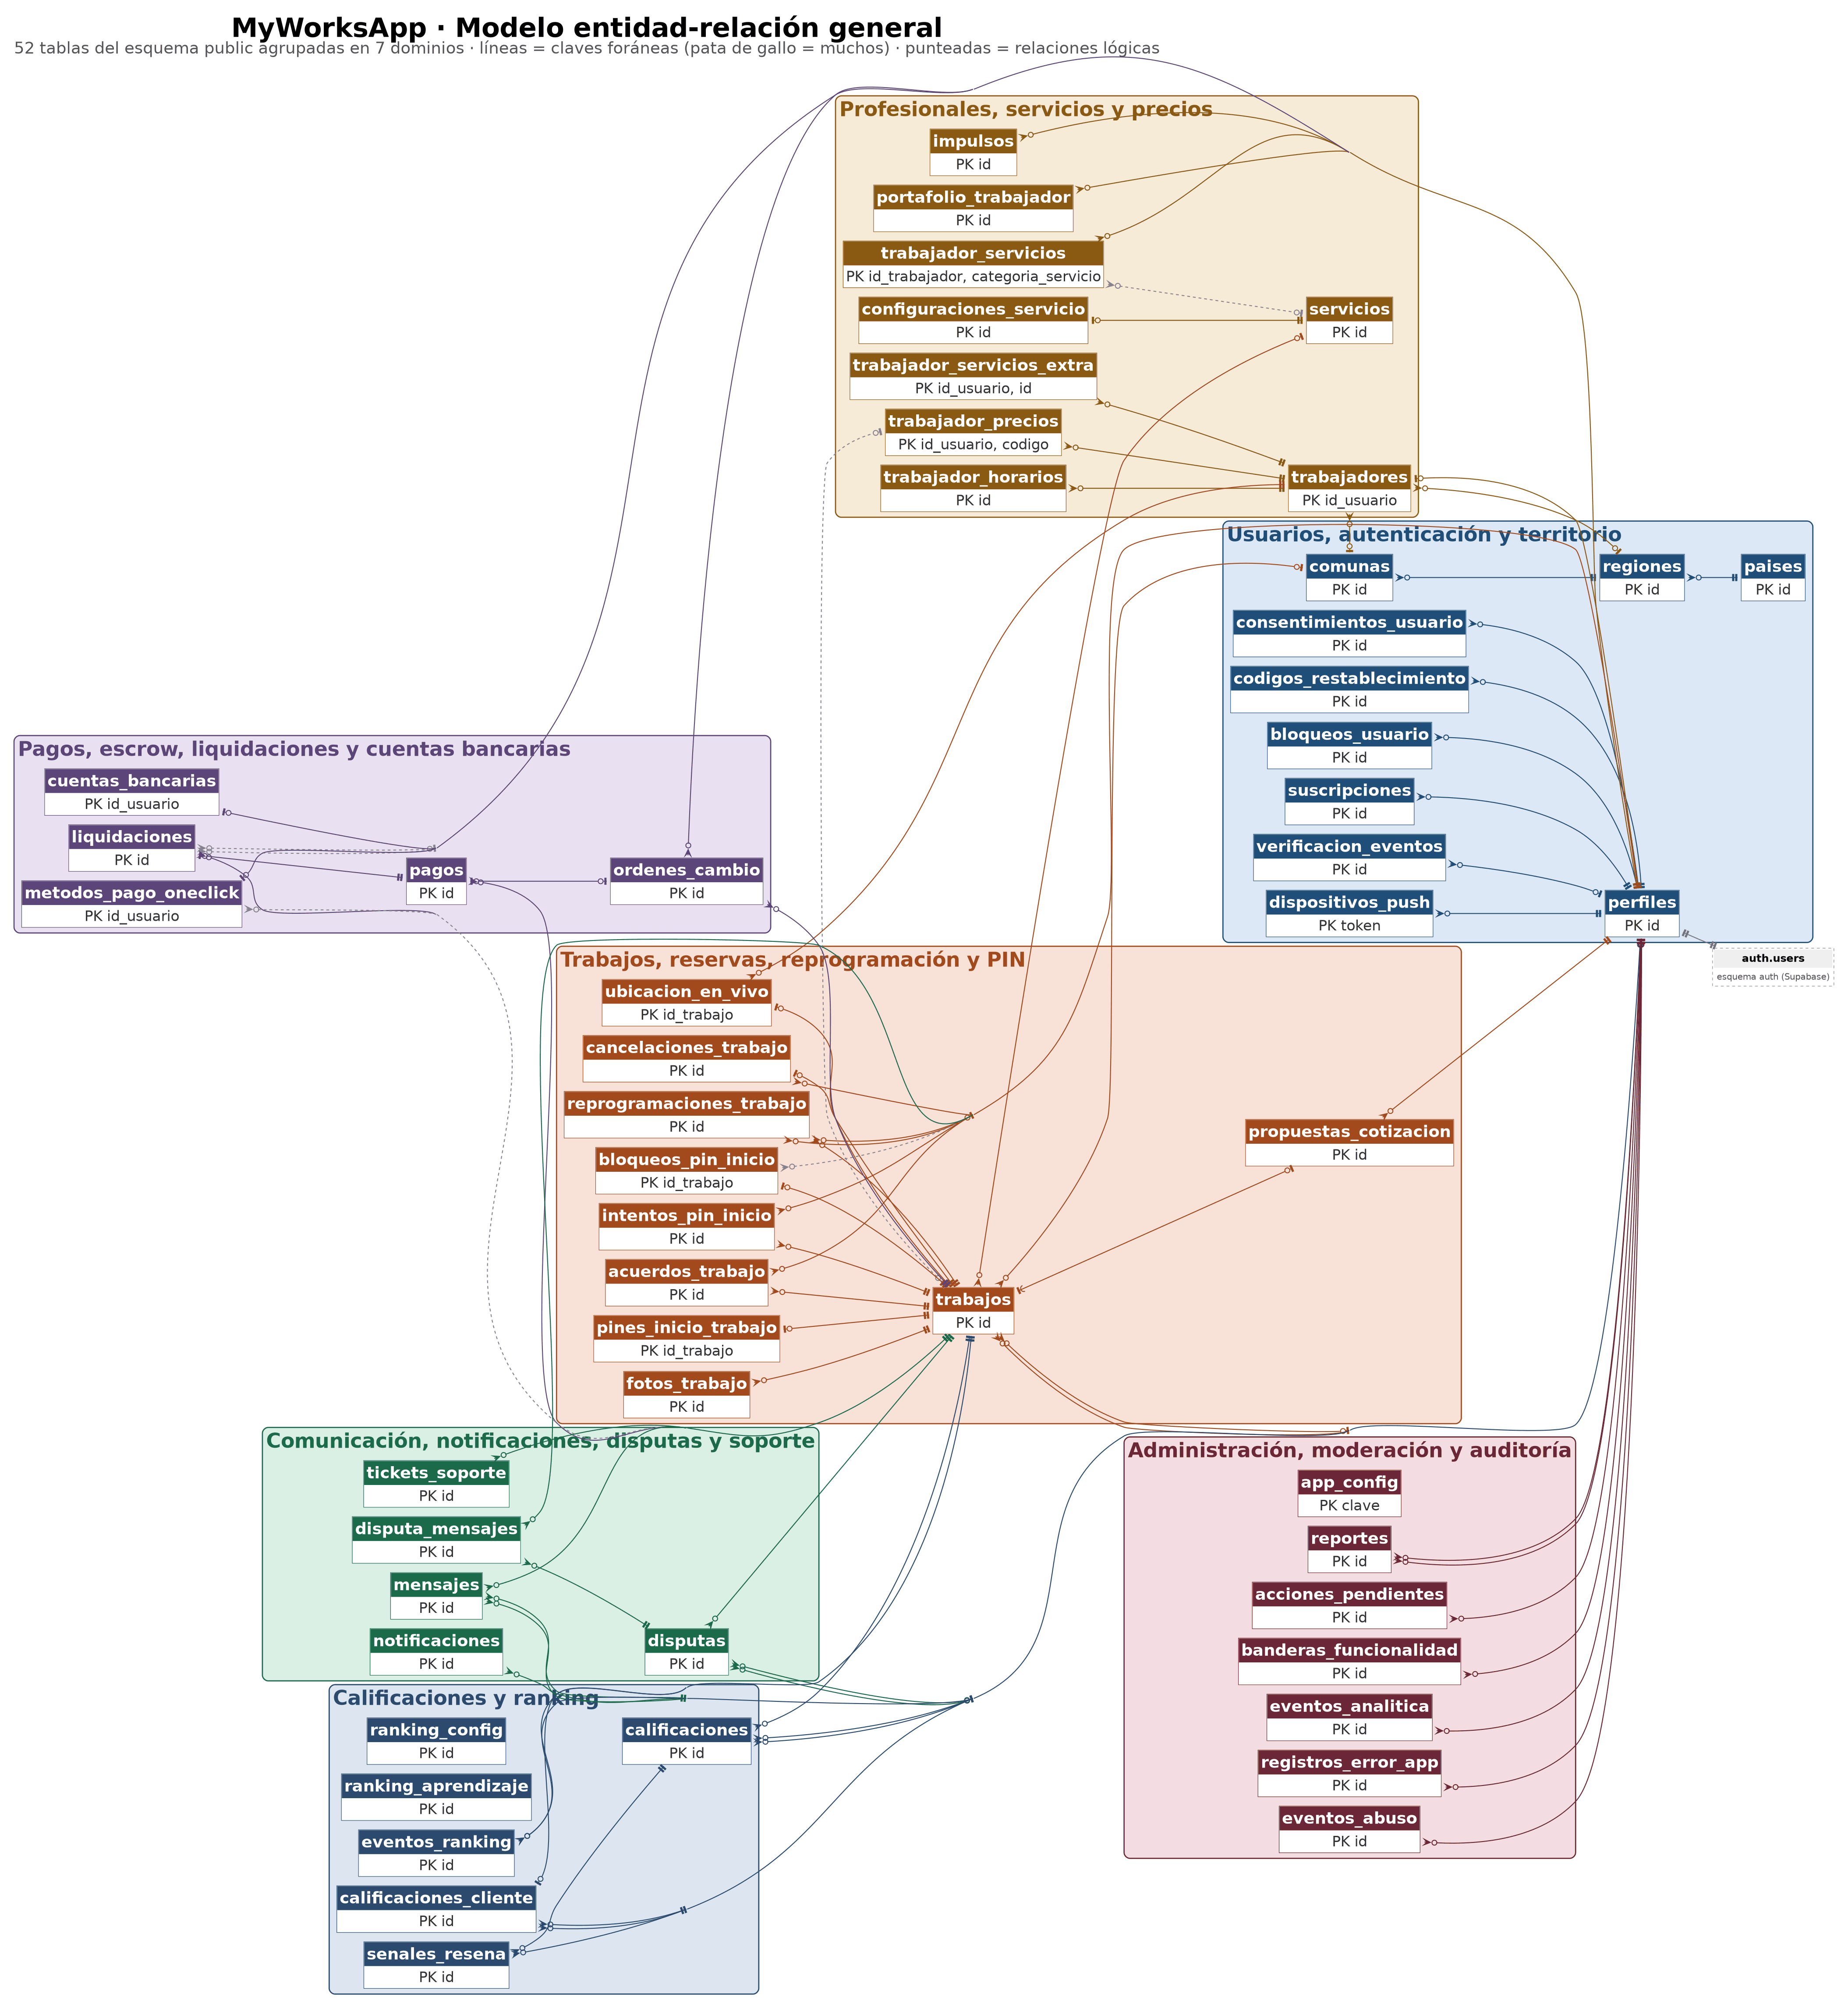 MyWorksApp · Modelo entidad-relación general
52 tablas del esquema public agrupadas en 7 dominios · líneas = claves foráneas (pata de gallo = muchos) · punteadas = relaciones lógicas
Profesionales, servicios y precios
impulsos
PK id
portafolio_trabajador
PK id
trabajador_servicios
PK id_trabajador, categoria_servicio
configuraciones_servicio
PK id
servicios
PK id
trabajador_servicios_extra
PK id_usuario, id
trabajador_precios
PK id_usuario, codigo
trabajador_horarios
PK id
trabajadores
PK id_usuario
Usuarios, autenticación y territorio
comunas
PK id
regiones
PK id
paises
PK id
consentimientos_usuario
PK id
codigos_restablecimiento
PK id
bloqueos_usuario
PK id
suscripciones
PK id
verificacion_eventos
PK id
dispositivos_push
PK token
perfiles
PK id
auth.users
esquema auth (Supabase)
Pagos, escrow, liquidaciones y cuentas bancarias
cuentas_bancarias
PK id_usuario
liquidaciones
PK id
metodos_pago_oneclick
PK id_usuario
pagos
PK id
ordenes_cambio
PK id
Trabajos, reservas, reprogramación y PIN
ubicacion_en_vivo
PK id_trabajo
cancelaciones_trabajo
PK id
reprogramaciones_trabajo
PK id
bloqueos_pin_inicio
PK id_trabajo
intentos_pin_inicio
PK id
acuerdos_trabajo
PK id
pines_inicio_trabajo
PK id_trabajo
fotos_trabajo
PK id
trabajos
PK id
propuestas_cotizacion
PK id
Comunicación, notificaciones, disputas y soporte
tickets_soporte
PK id
disputa_mensajes
PK id
mensajes
PK id
notificaciones
PK id
disputas
PK id
Administración, moderación y auditoría
app_config
PK clave
reportes
PK id
acciones_pendientes
PK id
banderas_funcionalidad
PK id
eventos_analitica
PK id
registros_error_app
PK id
eventos_abuso
PK id
Calificaciones y ranking
ranking_config
PK id
calificaciones
PK id
ranking_aprendizaje
PK id
eventos_ranking
PK id
calificaciones_cliente
PK id
senales_resena
PK id